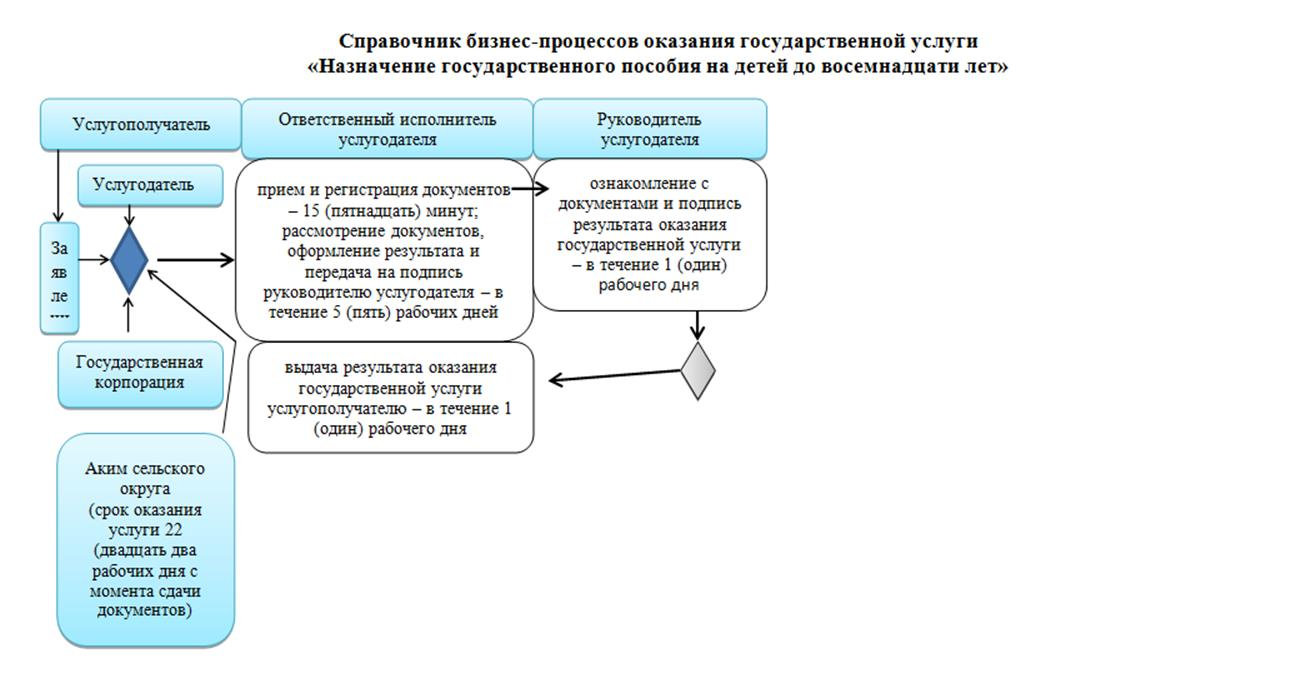 Справочник бизнес-процессов оказания государственной услуги
«Назначение государственного пособия на детей до восемнадцати лет»
Услугополучатель
Ответственный исполнитель
услугодателя
Руководитель
услугодателя
Услугодатель
За
яв
ле
прием и регистрация документов
– 15 (пятнадцать) минут;
рассмотрение документов,
оформление результата и
передача на подпись
руководителю услугодателя – в
течение 5 (пять) рабочих дней
ознакомление с
документами и подпись
результата оказания
государственной услуги
– в течение 1 (один)
рабочего дня
Государственная
корпорация
выдача результата оказания
государственной услуги
услугополучателю – в течение 1
(один) рабочего дня
Аким сельского
округа
(срок оказания
услуги 22
(двадцать два
рабочих дня с
момента сдачи
документов)